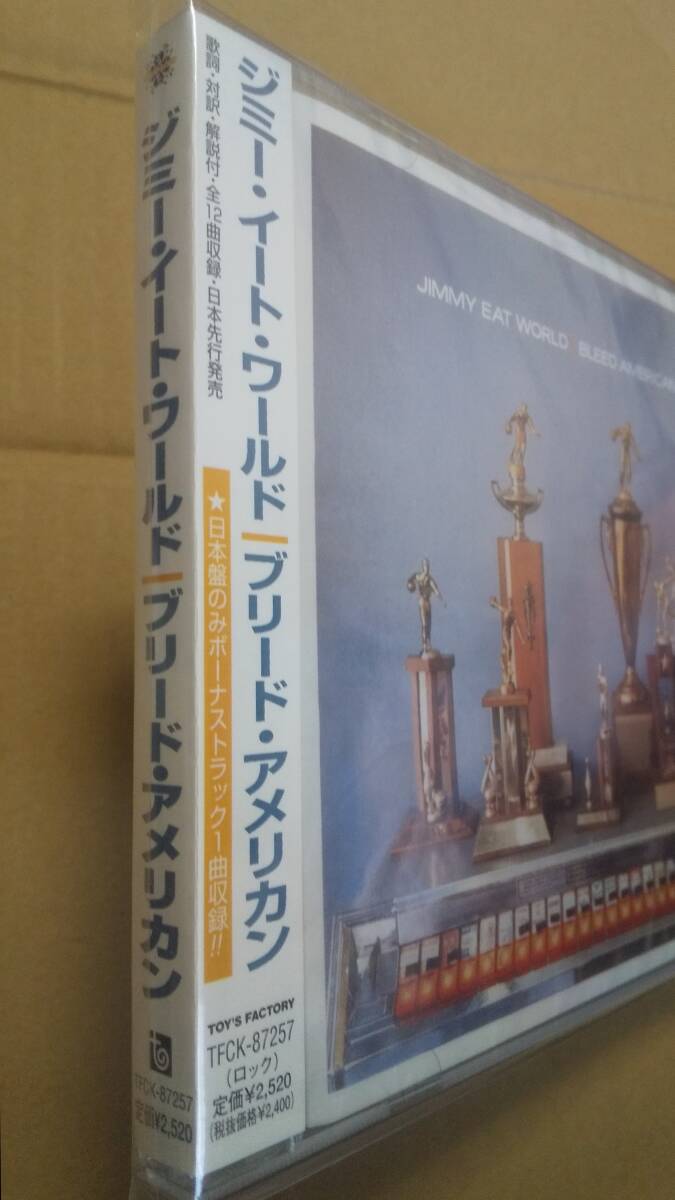 ジミー・イート・ワールド|ブリード・アメリカン
TFCK-87257
定価¥2,520
歌詞・対訳・解説付・全12曲収録・日本先行発売
ジミー・イート・ワールド|ブリード・アメリカン
★日本盤のみボーナストラック1曲収録!!
TOY'S FACTORY
TFCK-87257
(ロック)
定価¥2,520
(税抜価格¥2,400)
JIMMY EAT WORLD BLEED AMERICAN